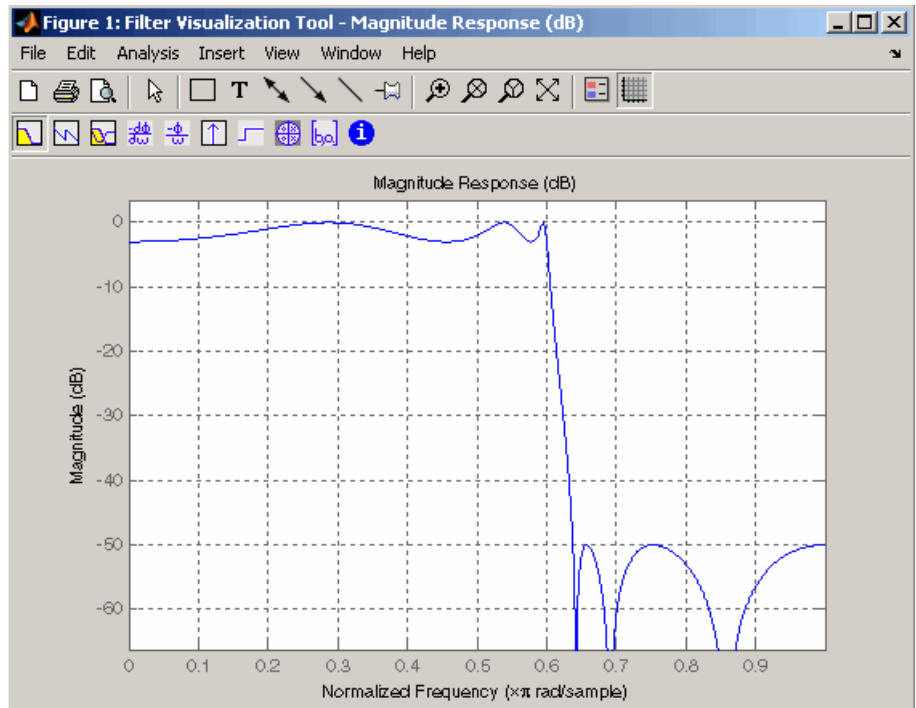 Figure 1: Filter Visualization Tool - Magnitude Response (dB)
File Edit Analysis Insert View Window Help
T
Magnitude Response (dB)
0
-10
-20
-30
-40
-50
-60
Magnitude (dB)
0 0.1 0.2 0.3 0.4 0.5 0.6 0.7 0.8 0.9
Normalized Frequency (×π rad/sample)